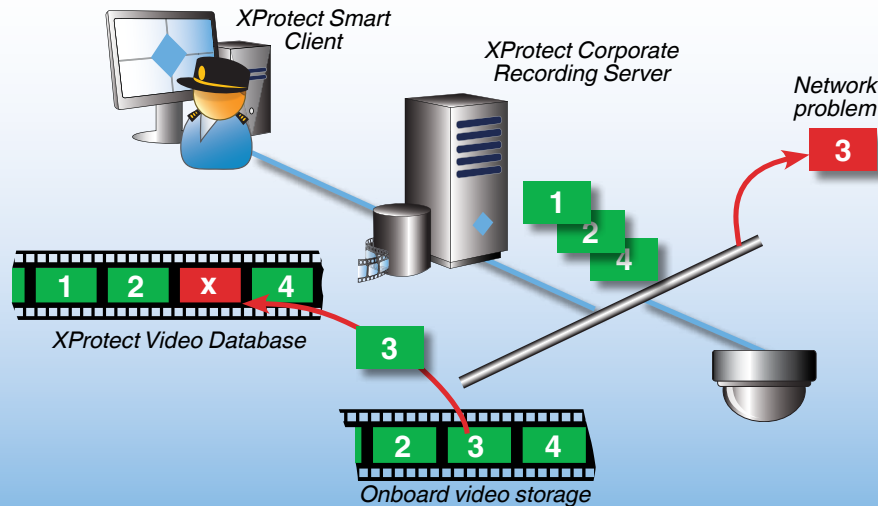 XProtect Smart
Client
XProtect Corporate
Recording Server
Network
problem
3
1
2
4
1 2 x 4
XProtect Video Database
3
2 3 4
Onboard video storage